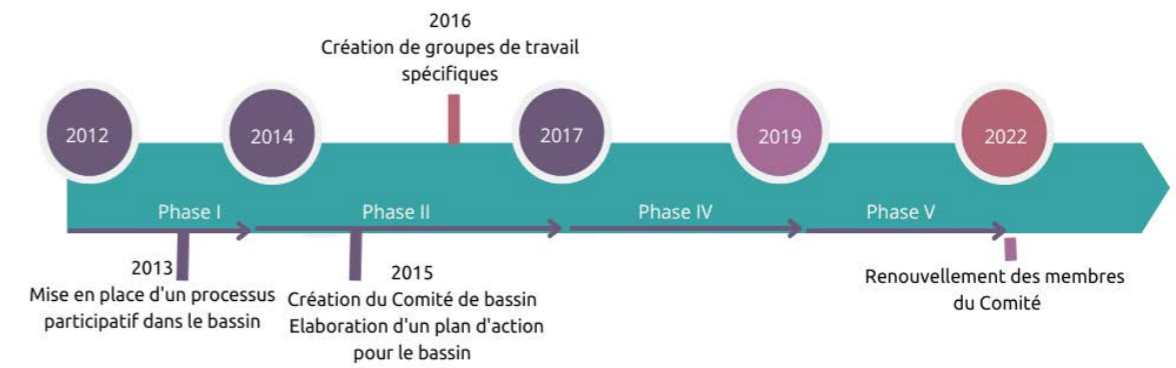 2016
Création de groupes de travail
spécifiques
2012
2014
2017
2019
2022
Phase I
Phase II
Phase IV
Phase V
2013
Mise en place d'un processus
participatif dans le bassin
2015
Création du Comité de bassin
Elaboration d'un plan d'action
pour le bassin
Renouvellement des membres
du Comité